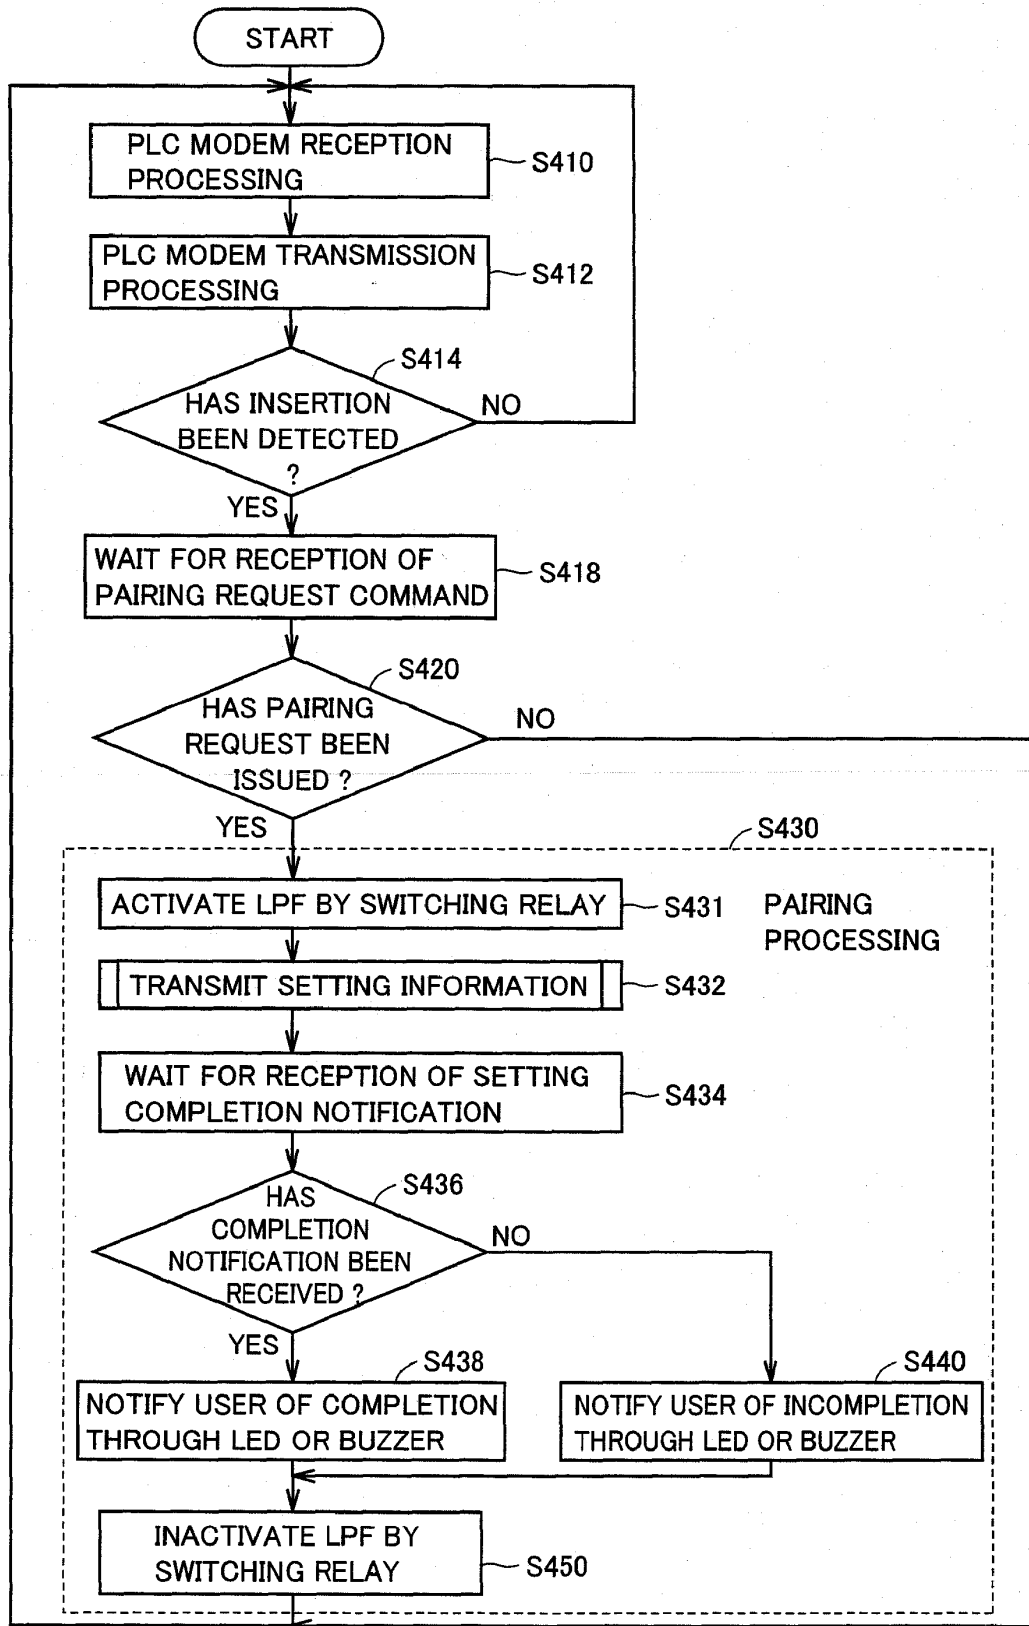 START
PLC MODEM RECEPTION
PROCESSING
S410
PLC MODEM TRANSMISSION
PROCESSING
S412
S414
HAS INSERTION
BEEN DETECTED
?
NO
YES
WAIT FOR RECEPTION OF
PAIRING REQUEST COMMAND
S418
S420
HAS PAIRING
REQUEST BEEN
ISSUED ?
NO
YES
S430
ACTIVATE LPF BY SWITCHING RELAY
S431
PAIRING
PROCESSING
TRANSMIT SETTING INFORMATION
S432
WAIT FOR RECEPTION OF SETTING
COMPLETION NOTIFICATION
S434
S436
HAS
COMPLETION
NOTIFICATION BEEN
RECEIVED ?
NO
YES
S438
NOTIFY USER OF COMPLETION
THROUGH LED OR BUZZER
S440
NOTIFY USER OF INCOMPLETION
THROUGH LED OR BUZZER
INACTIVATE LPF BY
SWITCHING RELAY
S450